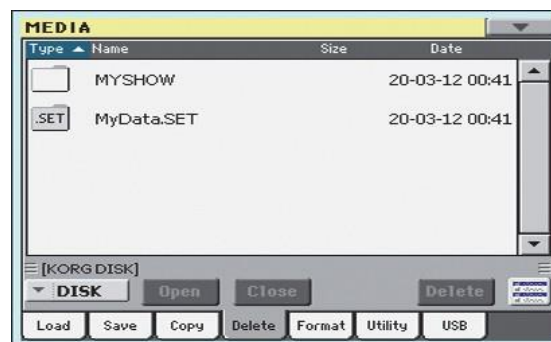 MEDIA
Type Name Size Date
MYSHOW 20-03-12 00:41
.SET MyData.SET 20-03-12 00:41
[KORG DISK]
DISK Open Close Delete
Load Save Copy Delete Format Utility USB